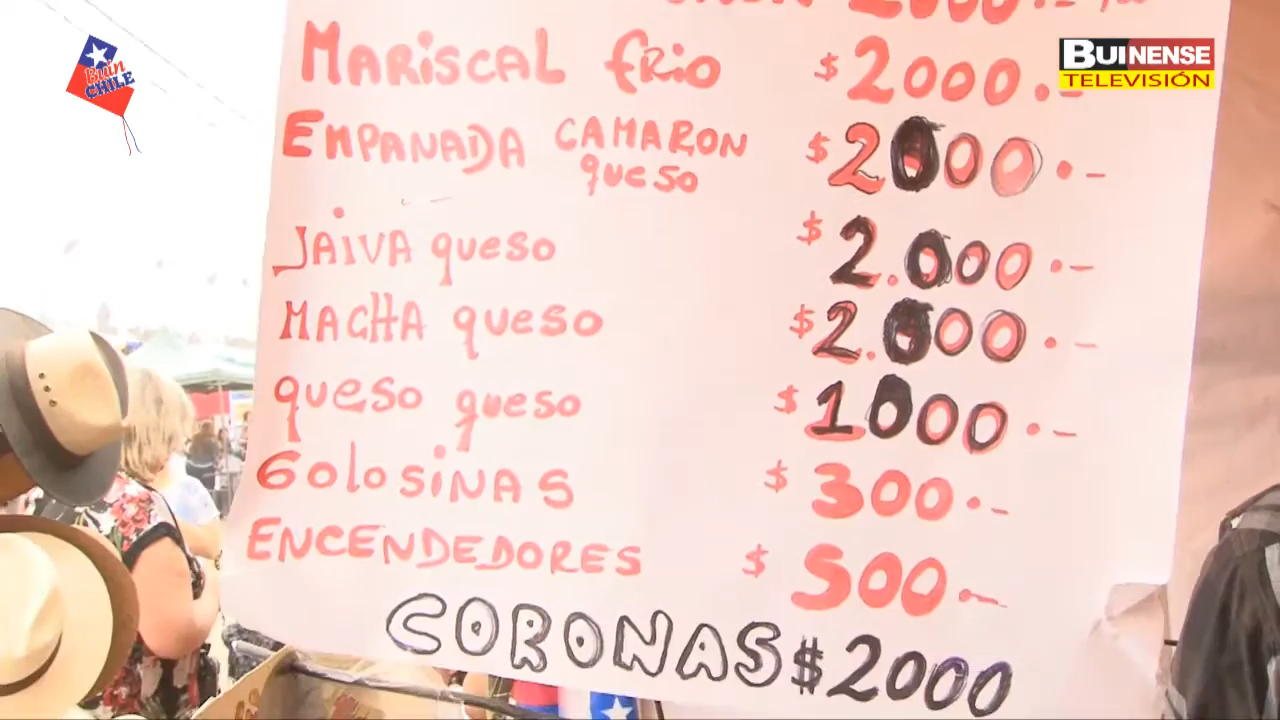 2000.-
MARISCAL frio $2000.-
EMPANADA CAMARON queso $2000.-
JAIVA queso $2.000.-
MACHA queso $2.000.-
queso queso $1000.-
GolosiNAS $300.-
ENCENDEDORES $500.-
CORONAS $2000
Buin
CHILE
BUINENSE
TELEVISIÓN